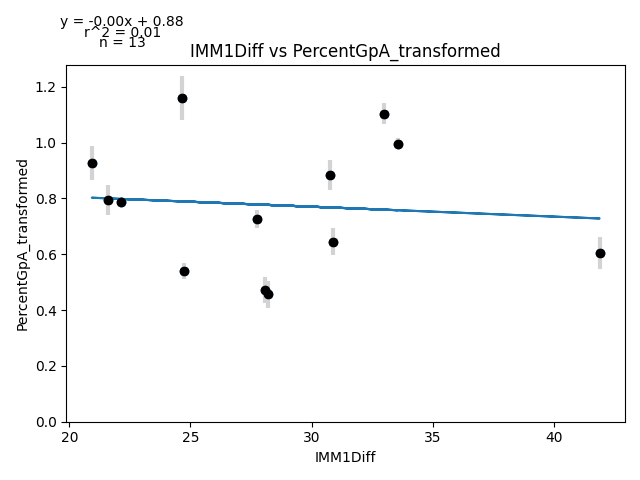 y = -0.00x + 0.88
r^2 = 0.01
n = 13
IMM1Diff vs PercentGpA_transformed
PercentGpA_transformed
1.2
1.0
0.8
0.6
0.4
0.2
0.0
20 25 30 35 40
IMM1Diff